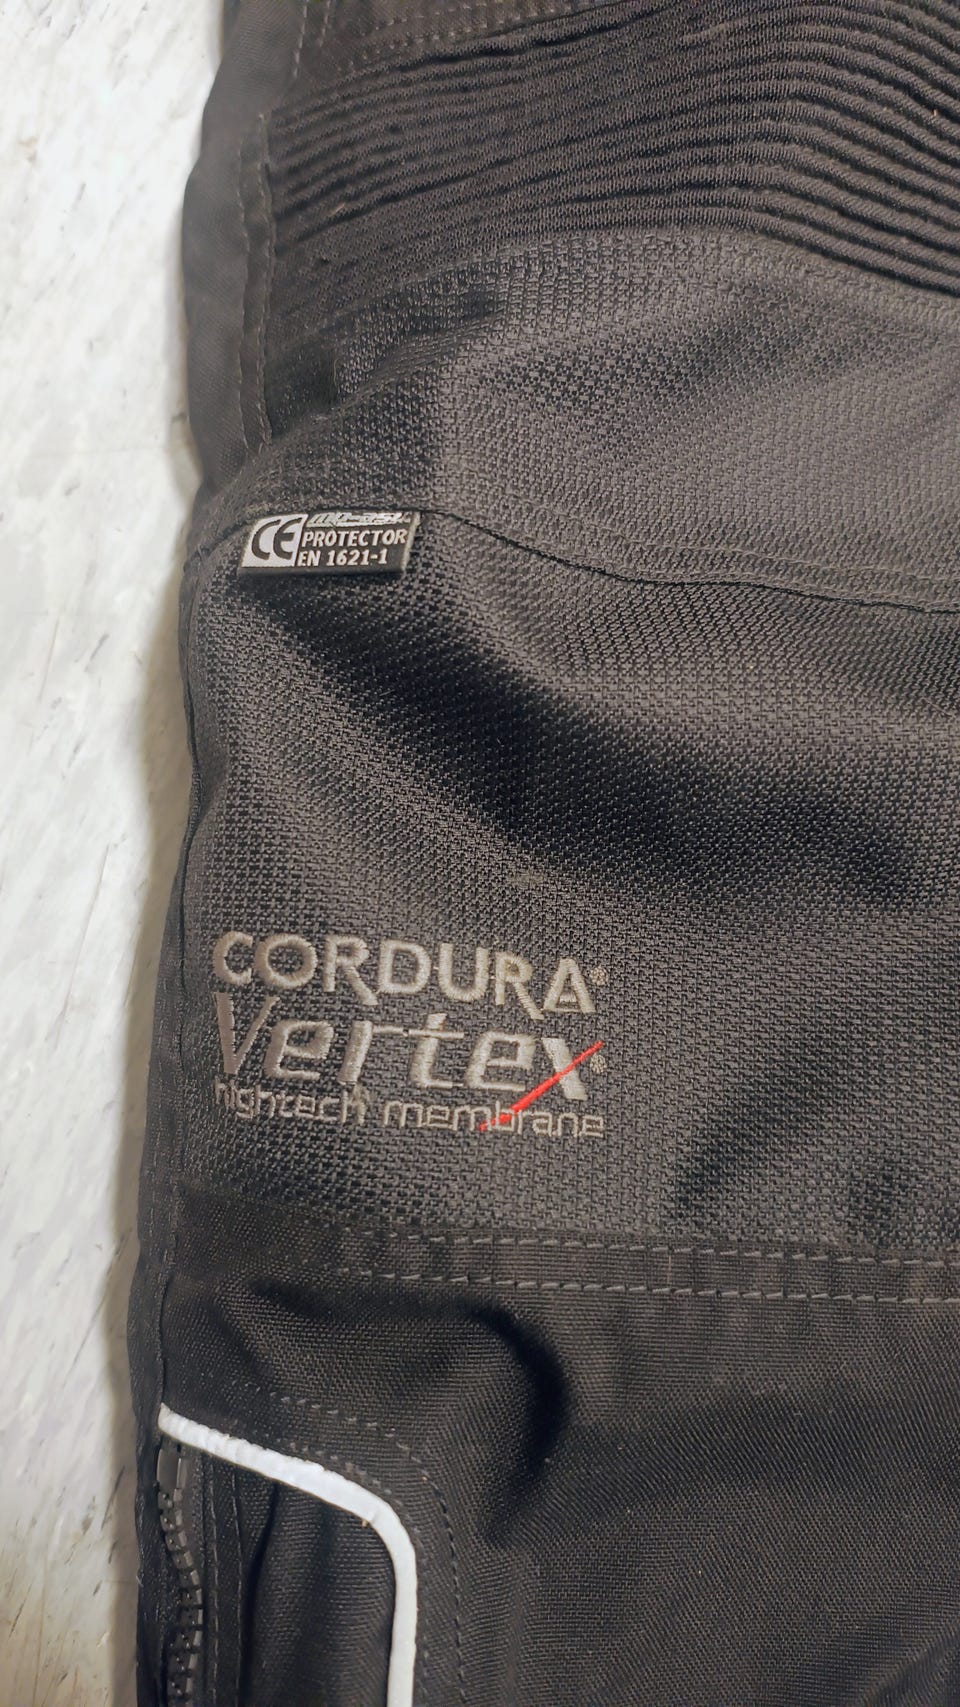 CE
PROTECTOR
EN 1621-1
CORDURA®
Vertex®
hightech membrane